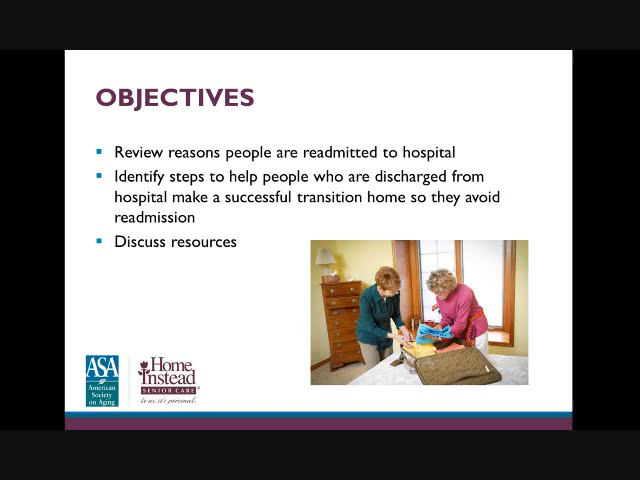 OBJECTIVES
Review reasons people are readmitted to hospital
Identify steps to help people who are discharged from
hospital make a successful transition home so they avoid
readmission
Discuss resources
ASA
American
Society
on Aging
Home
Instead
SENIOR CARE®
to us, it's personal.